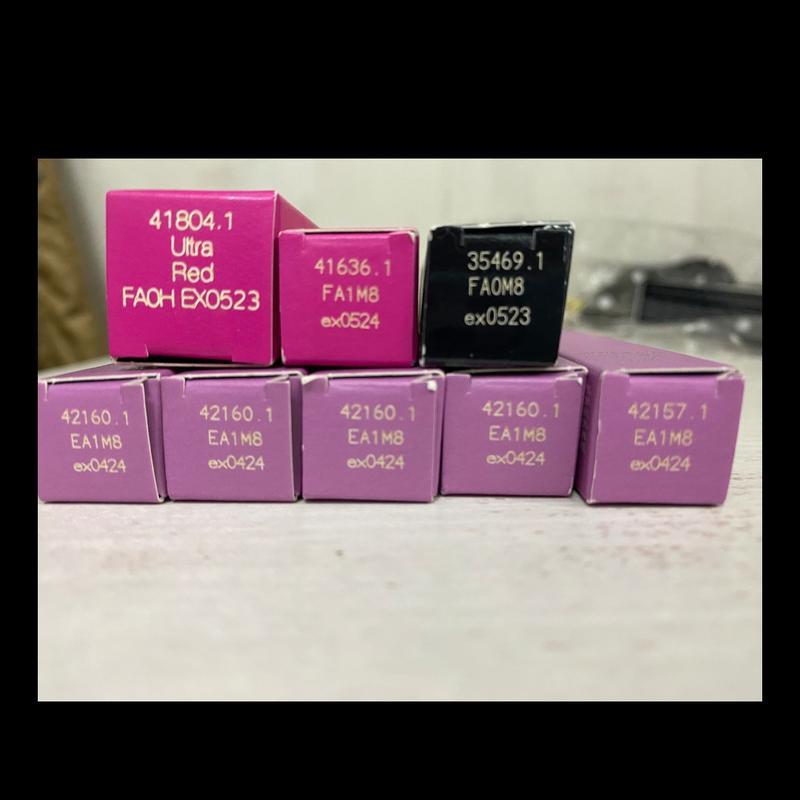 41804.1
Ultra
Red
FAOH EX0523
41636.1
FA1M8
ex0524
35469.1
FA0M8
ex0523
42160.1
EA1M8
ex0424
42160.1
EA1M8
ex0424
42160.1
EA1M8
ex0424
42160.1
EA1M8
ex0424
42157.1
EA1M8
ex0424